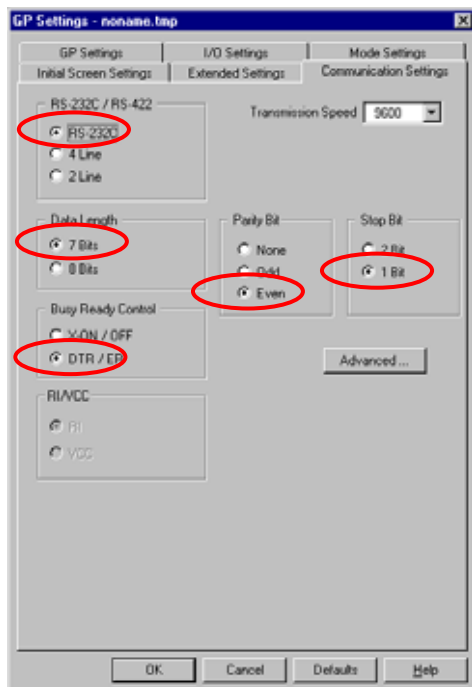 GP Settings - noname.tmp
GP Settings
I/O Settings
Mode Settings
Initial Screen Settings
Extended Settings
Communication Settings
RS-232C / RS-422
RS-232C
4 Line
2 Line
Transmission Speed
9600
Data Length
7 Bits
8 Bits
Parity Bit
None
Odd
Even
Stop Bit
2 Bit
1 Bit
Busy Ready Control
X-ON / OFF
DTR / ER
Advanced ...
RI/VCC
RI
VCC
OK
Cancel
Defaults
Help